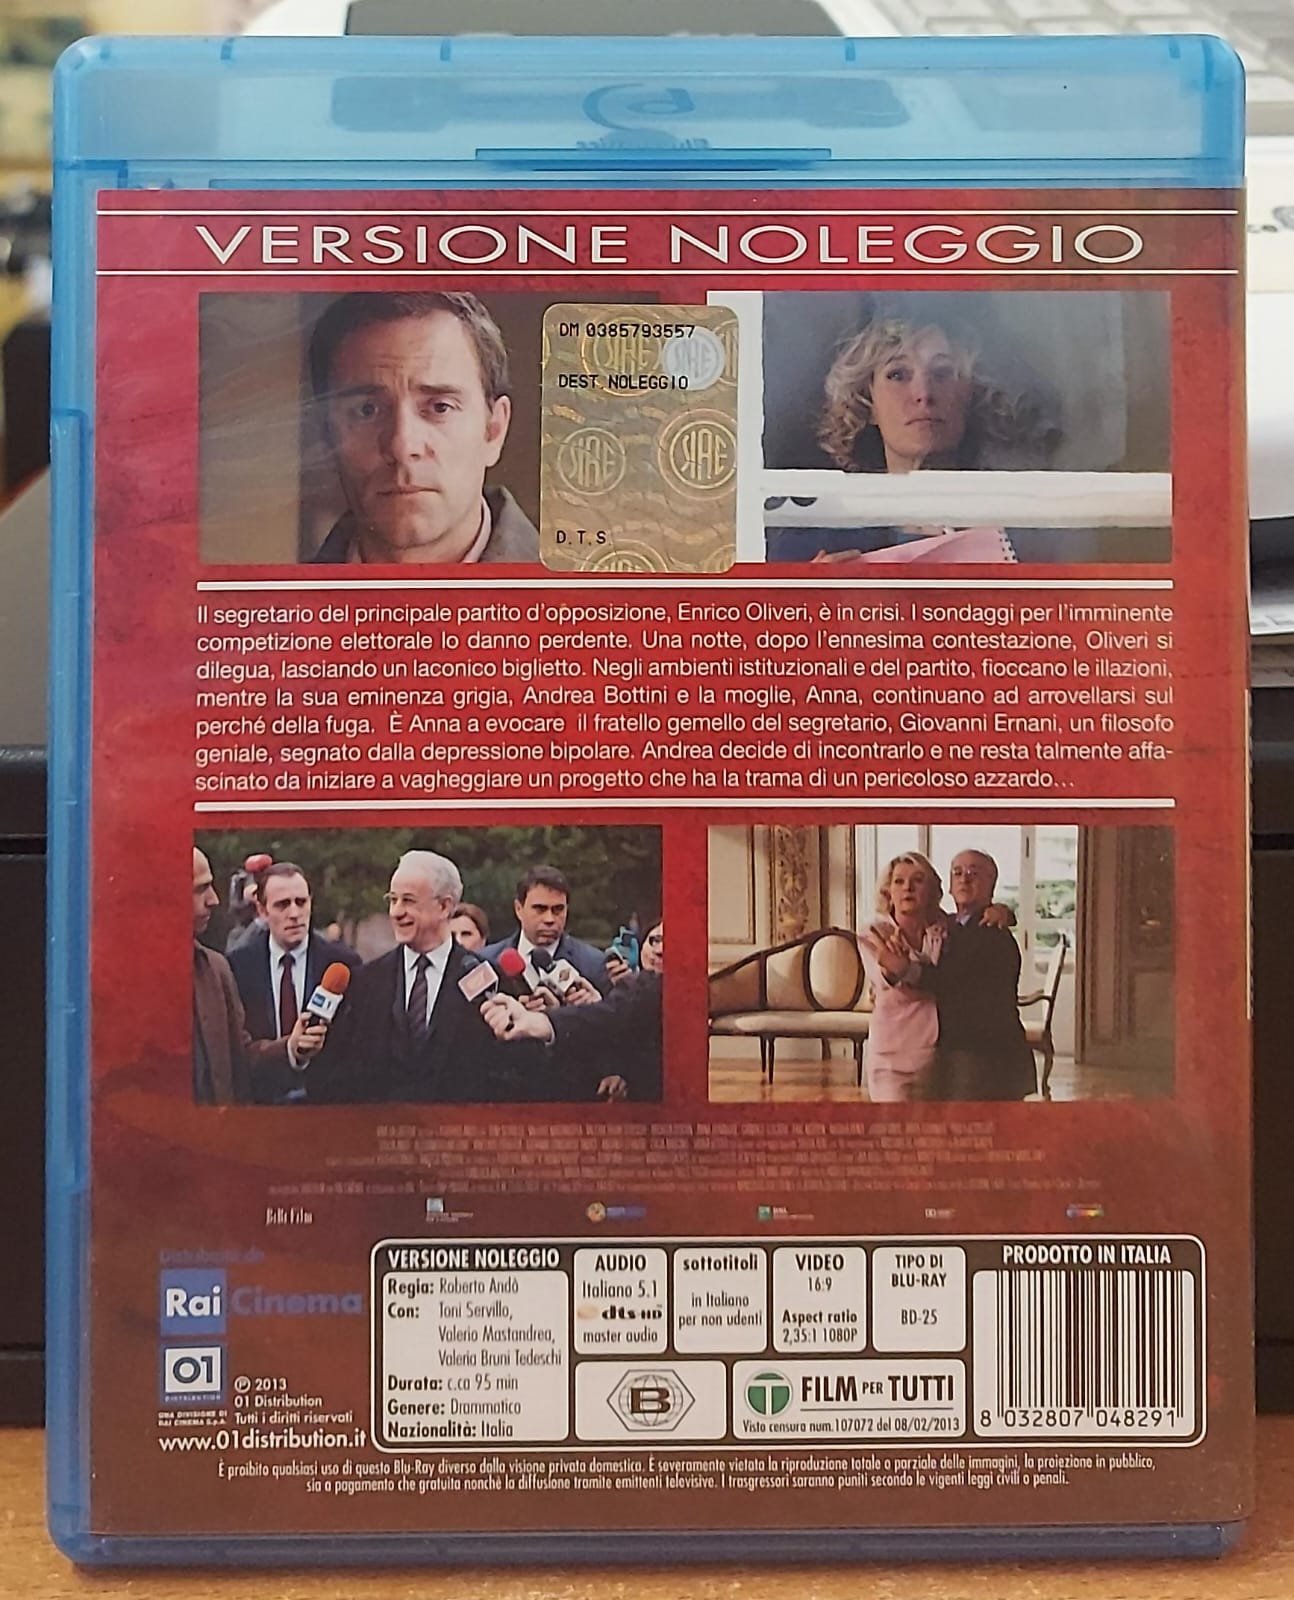 VERSIONE NOLEGGIO
DM 0385793557
SIAE
SIAE
DEST. NOLEGGIO
SIAE
SIAE
D.T.S.
Il segretario del principale partito d'opposizione, Enrico Oliveri, è in crisi. I sondaggi per l'imminente
competizione elettorale lo danno perdente. Una notte, dopo l'ennesima contestazione, Oliveri si
dilegua, lasciando un laconico biglietto. Negli ambienti istituzionali e del partito, fioccano le illazioni,
mentre la sua eminenza grigia, Andrea Bottini e la moglie, Anna, continuano ad arrovellarsi sul
perché della fuga. È Anna a evocare il fratello gemello del segretario, Giovanni Ernani, un filosofo
geniale, segnato dalla depressione bipolare. Andrea decide di incontrarlo e ne resta talmente affa-
scinato da iniziare a vagheggiare un progetto che ha la trama di un pericoloso azzardo...
BiBi Film
Distribuito da
Rai Cinema
01
DISTRIBUTION
UNA DIVISIONE DI
RAI CINEMA S.p.A.
℗ 2013
01 Distribution
Tutti i diritti riservati
www.01distribution.it
VERSIONE NOLEGGIO
Regia: Roberto Andò
Con: Toni Servillo,
Valerio Mastandrea,
Valeria Bruni Tedeschi
Durata: c.ca 95 min
Genere: Drammatico
Nazionalità: Italia
AUDIO
Italiano 5.1
dts-HD
master audio
sottotitoli
in Italiano
per non udenti
VIDEO
16:9
Aspect ratio
2,35:1 1080P
TIPO DI
BLU-RAY
BD-25
B
T FILM PER TUTTI
Visto censura num.107072 del 08/02/2013
PRODOTTO IN ITALIA
8 032807 048291
È proibito qualsiasi uso di questo Blu-Ray diverso dalla visione privata domestica. È severamente vietata la riproduzione totale o parziale delle immagini, la proiezione in pubblico,
sia a pagamento che gratuita nonchè la diffusione tramite emittenti televisive. I trasgressori saranno puniti secondo le vigenti leggi civili o penali.